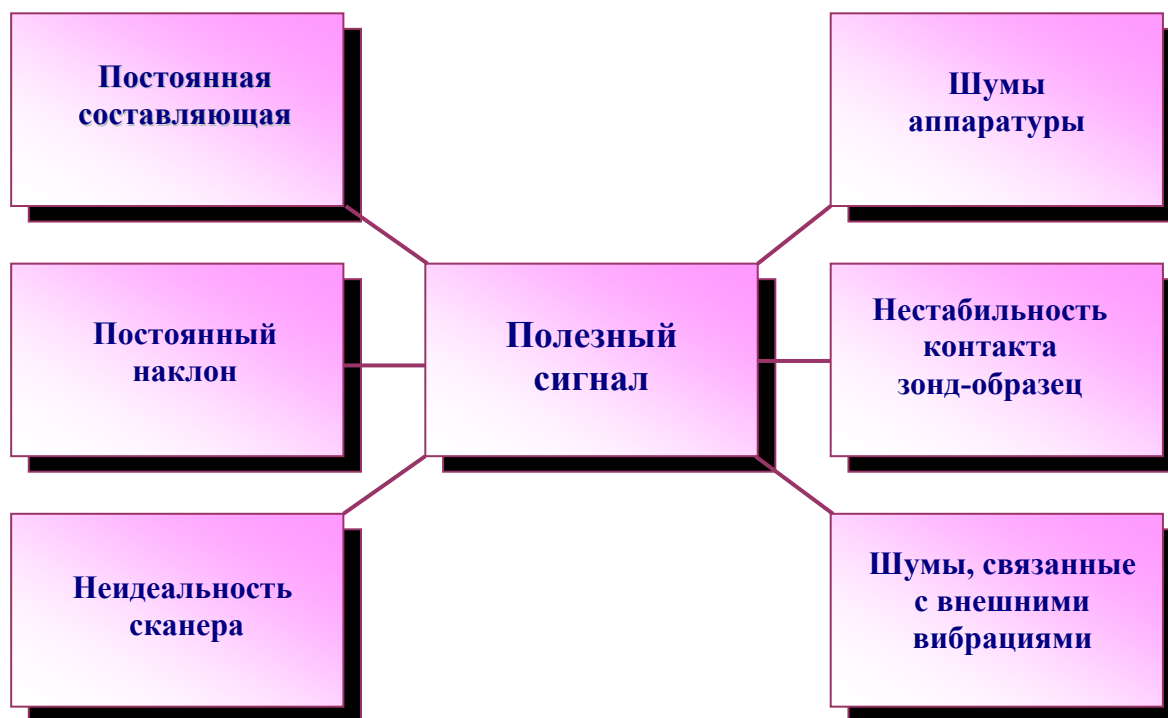 Постоянная
составляющая
Шумы
аппаратуры
Постоянный
наклон
Полезный
сигнал
Нестабильность
контакта
зонд-образец
Неидеальность
сканера
Шумы, связанные
с внешними
вибрациями